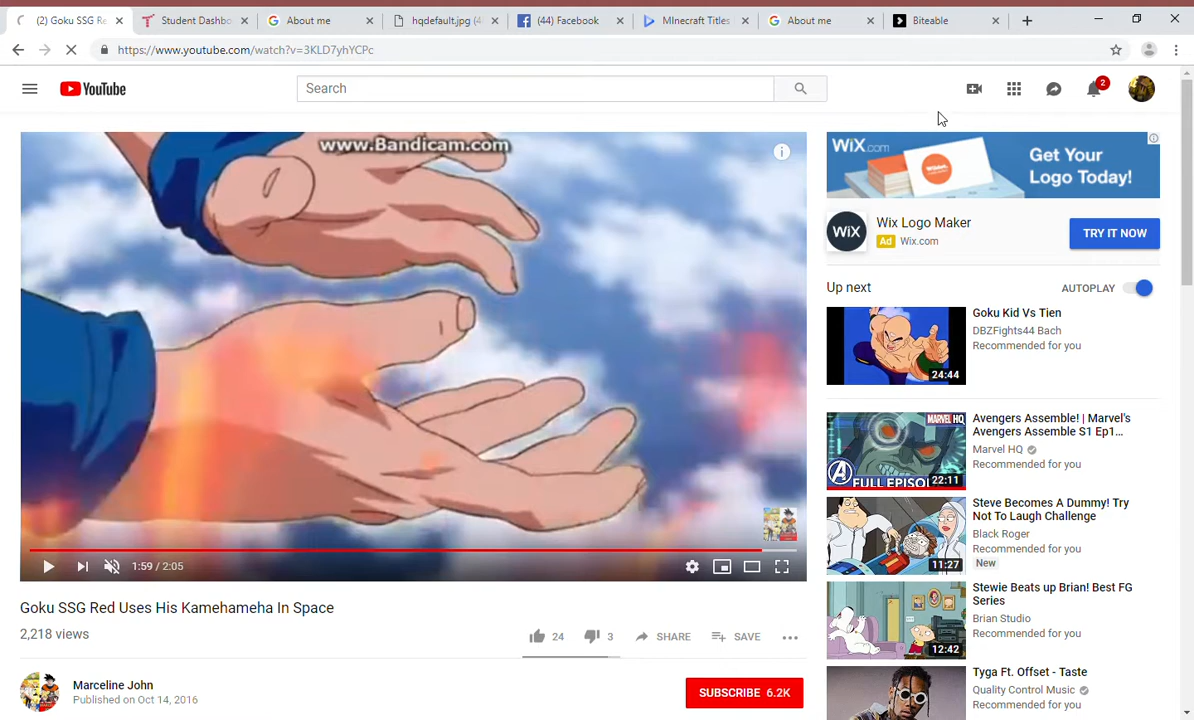 (2) Goku SSG Re
Student Dashbo
About me
hqdefault.jpg (4
(44) Facebook
MInecraft Titles
About me
Biteable
https://www.youtube.com/watch?v=3KLD7yhYCPc
YouTube
Search
2
www.Bandicam.com
WiX.com
Get Your
Logo Today!
WiX
Wix Logo Maker
Ad Wix.com
TRY IT NOW
Up next
AUTOPLAY
Goku Kid Vs Tien
DBZFights44 Bach
Recommended for you
24:44
Avengers Assemble! | Marvel's
Avengers Assemble S1 Ep1...
Marvel HQ
Recommended for you
MARVEL HQ
FULL EPISO
22:11
Steve Becomes A Dummy! Try
Not To Laugh Challenge
Black Roger
Recommended for you
New
11:27
Stewie Beats up Brian! Best FG
Series
Brian Studio
Recommended for you
12:42
Tyga Ft. Offset - Taste
Quality Control Music
Recommended for you
1:59 / 2:05
Goku SSG Red Uses His Kamehameha In Space
2,218 views
24
3
SHARE
SAVE
Marceline John
Published on Oct 14, 2016
SUBSCRIBE 6.2K